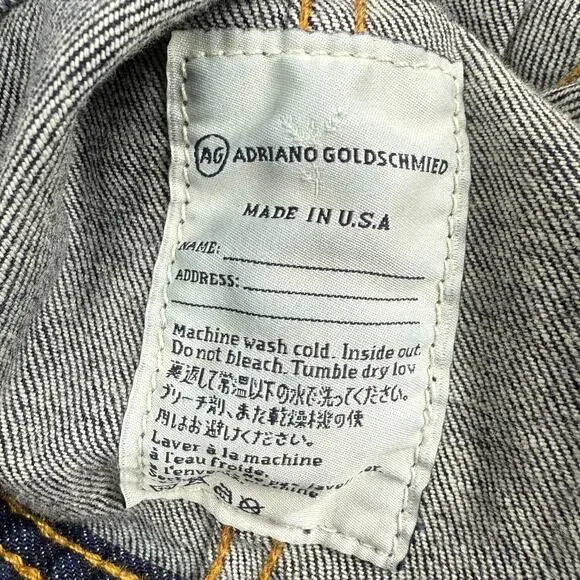 AG ADRIANO GOLDSCHMIED
MADE IN U.S.A
NAME:
ADDRESS:
Machine wash cold. Inside out.
Do not bleach. Tumble dry low
裏返して常温以下の水で洗ってください。
ブリーチ剤、また乾燥機の使
用はお避けください。
Laver à la machine
à l'eau froide.